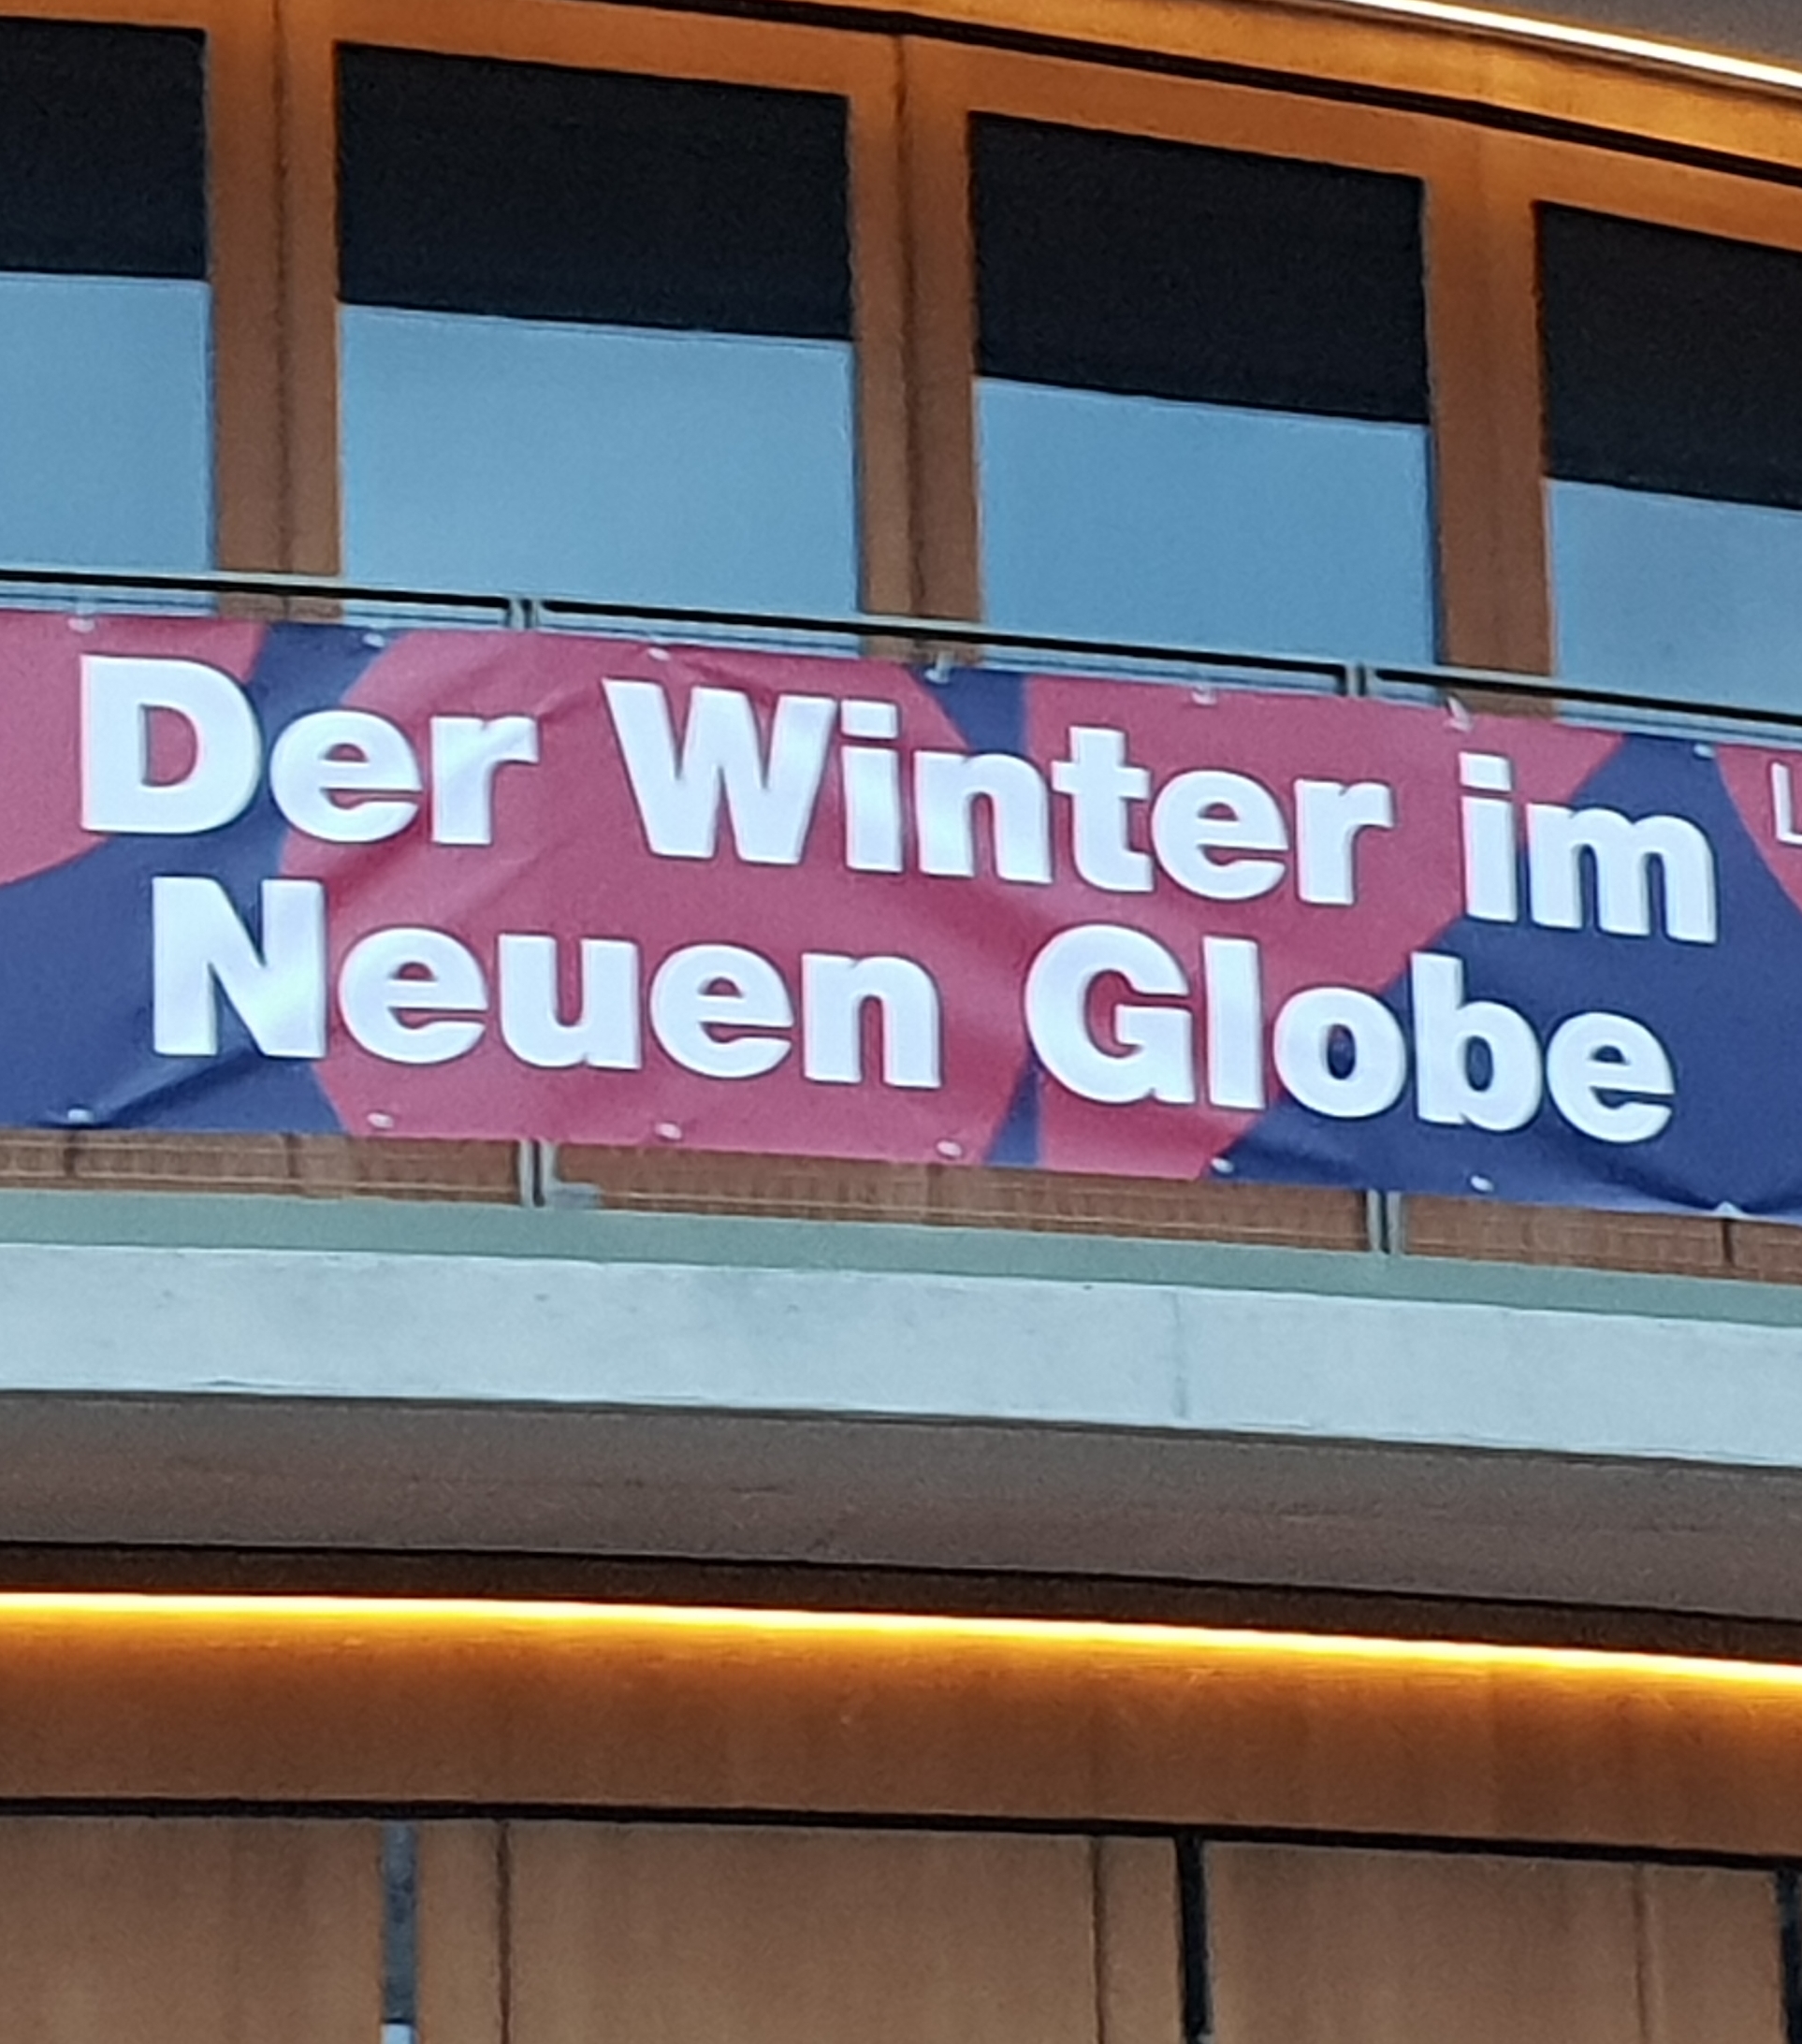 Der Winter im
Neuen Globe